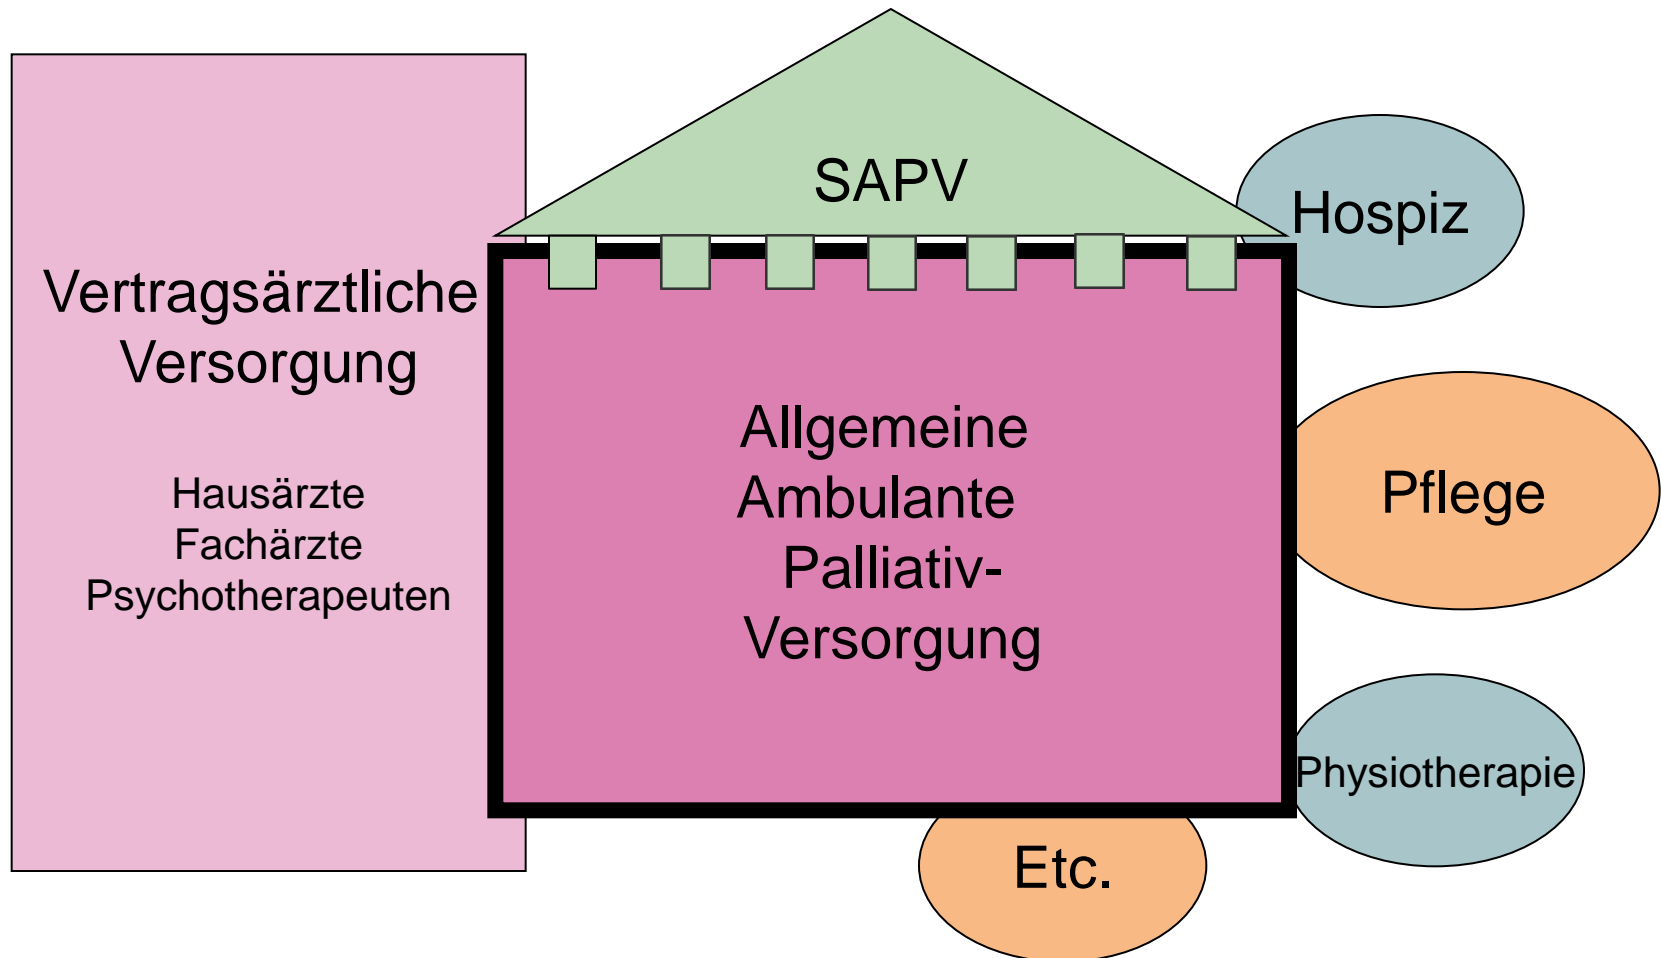 SAPV
Hospiz
Vertragsärztliche
Versorgung
Hausärzte
Fachärzte
Psychotherapeuten
Allgemeine
Ambulante
Palliativ-
Versorgung
Pflege
Physiotherapie
Etc.